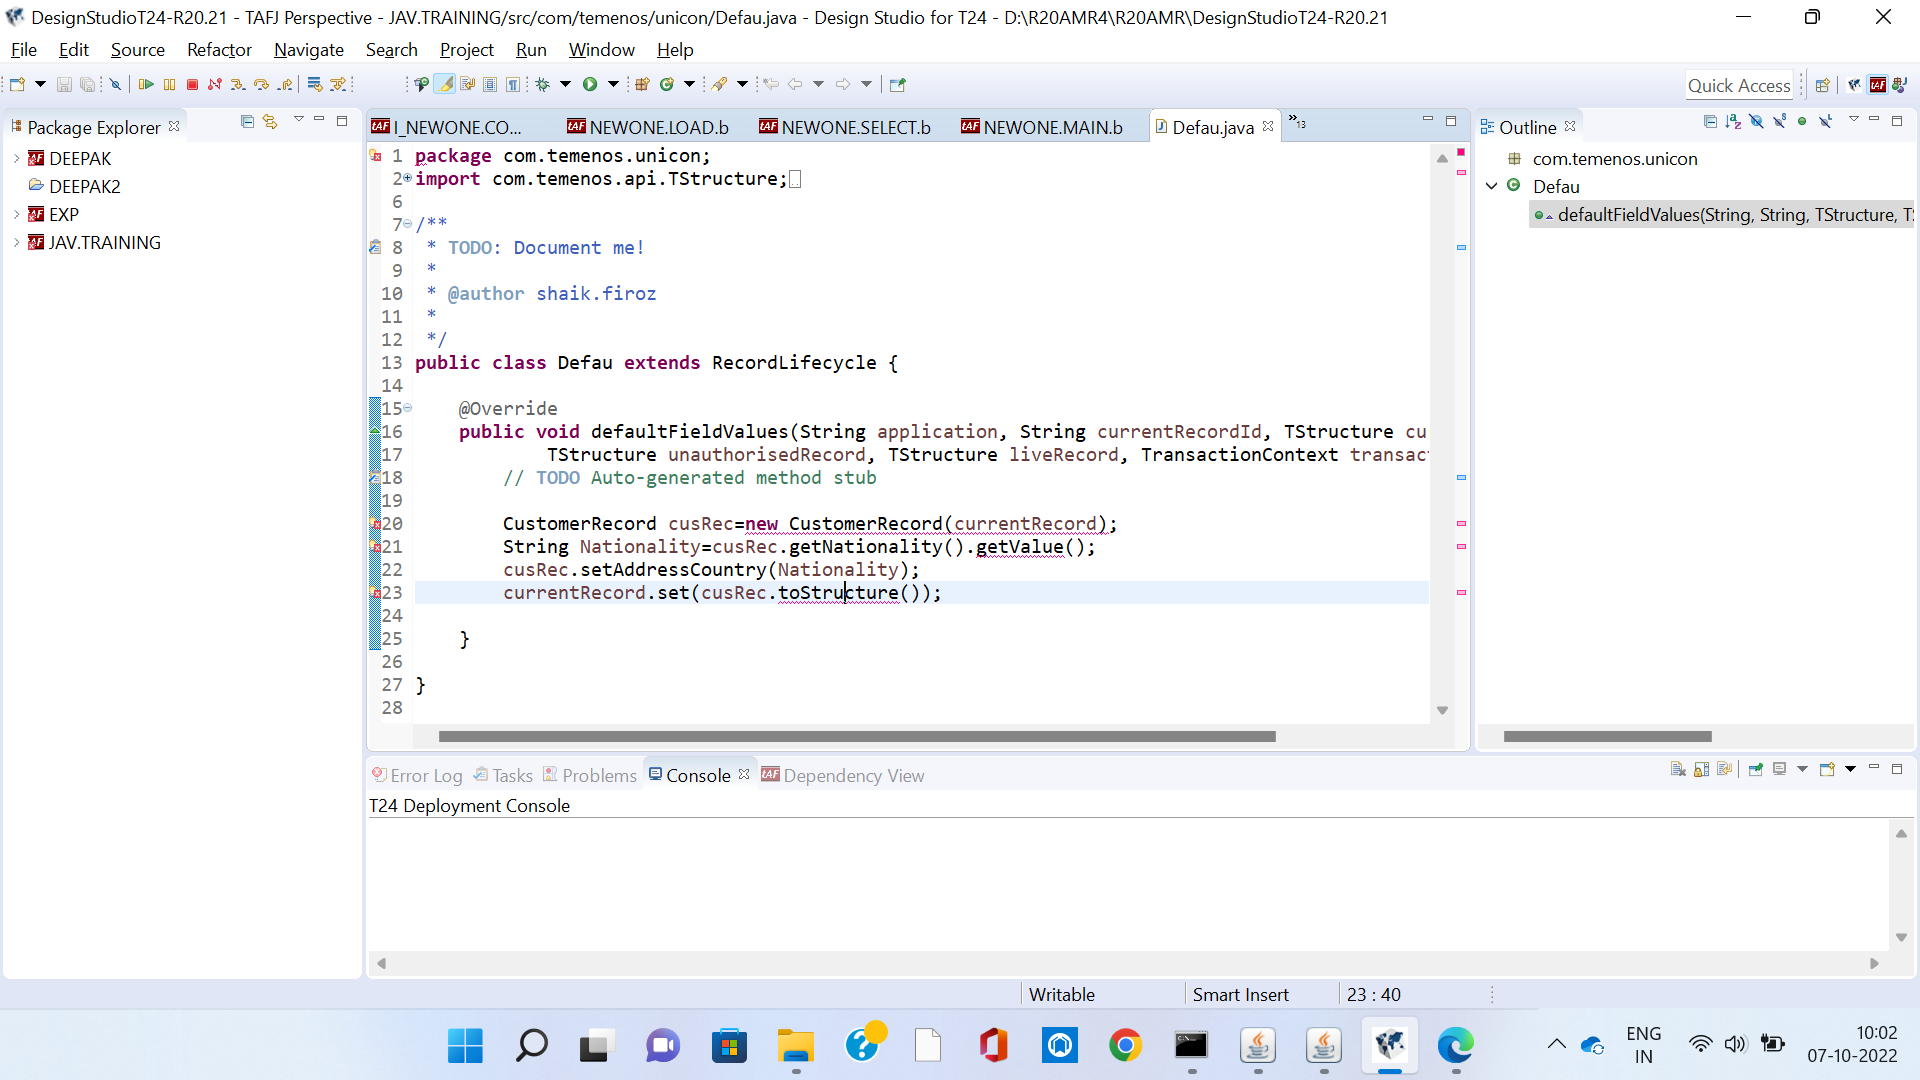 DesignStudioT24-R20.21 - TAFJ Perspective - JAV.TRAINING/src/com/temenos/unicon/Defau.java - Design Studio for T24 - D:\R20AMR4\R20AMR\DesignStudioT24-R20.21
File Edit Source Refactor Navigate Search Project Run Window Help
Quick Access
Package Explorer
DEEPAK
DEEPAK2
EXP
JAV.TRAINING
I_NEWONE.CO... NEWONE.LOAD.b NEWONE.SELECT.b NEWONE.MAIN.b Defau.java »13
1 package com.temenos.unicon;
2 import com.temenos.api.TStructure;
6
7 /**
8 * TODO: Document me!
9 *
10 * @author shaik.firoz
11 *
12 */
13 public class Defau extends RecordLifecycle {
14
15 @Override
16 public void defaultFieldValues(String application, String currentRecordId, TStructure cu
17 TStructure unauthorisedRecord, TStructure liveRecord, TransactionContext transac
18 // TODO Auto-generated method stub
19
20 CustomerRecord cusRec=new CustomerRecord(currentRecord);
21 String Nationality=cusRec.getNationality().getValue();
22 cusRec.setAddressCountry(Nationality);
23 currentRecord.set(cusRec.toStructure());
24
25 }
26
27 }
28
Outline
com.temenos.unicon
Defau
defaultFieldValues(String, String, TStructure, T
Error Log Tasks Problems Console Dependency View
T24 Deployment Console
Writable Smart Insert 23 : 40
ENG
IN
10:02
07-10-2022